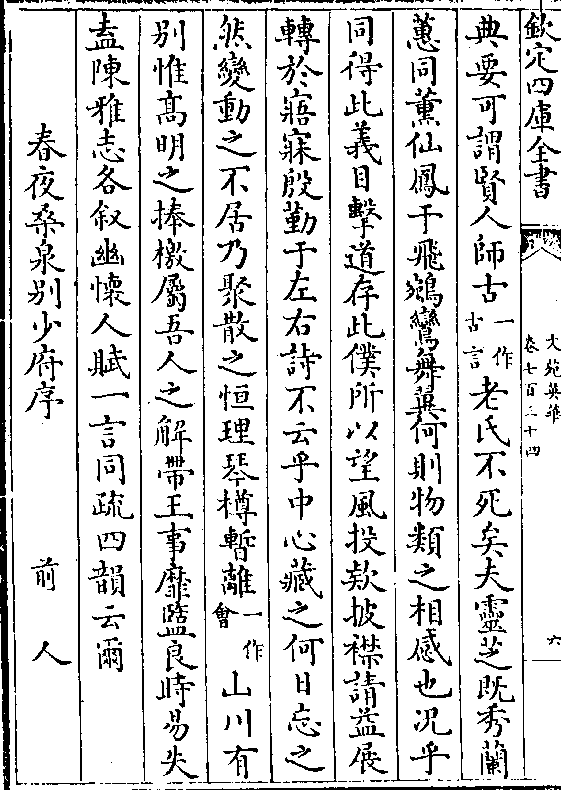 欽定四庫全書
文苑英華
卷七百三十四
六
典要可謂賢人師古一作古言老氏不死矣夫靈芝既秀蘭
蕙同薰仙鳳于飛鵷鸞舞翼何則物類之相感也况乎
同得此義目擊道存此僕所以望風投欵披襟請益展
轉於寤寐殷勤于左右詩不云乎中心藏之何日忘之
然變動之不居乃聚散之恒理琴樽暫離一作會山川有
别惟髙明之捧檄屬吾人之解帶王事靡盬良時易失
盍陳雅志各叙幽懷人賦一言同疏四韻云爾
春夜桑泉别少府序　前人